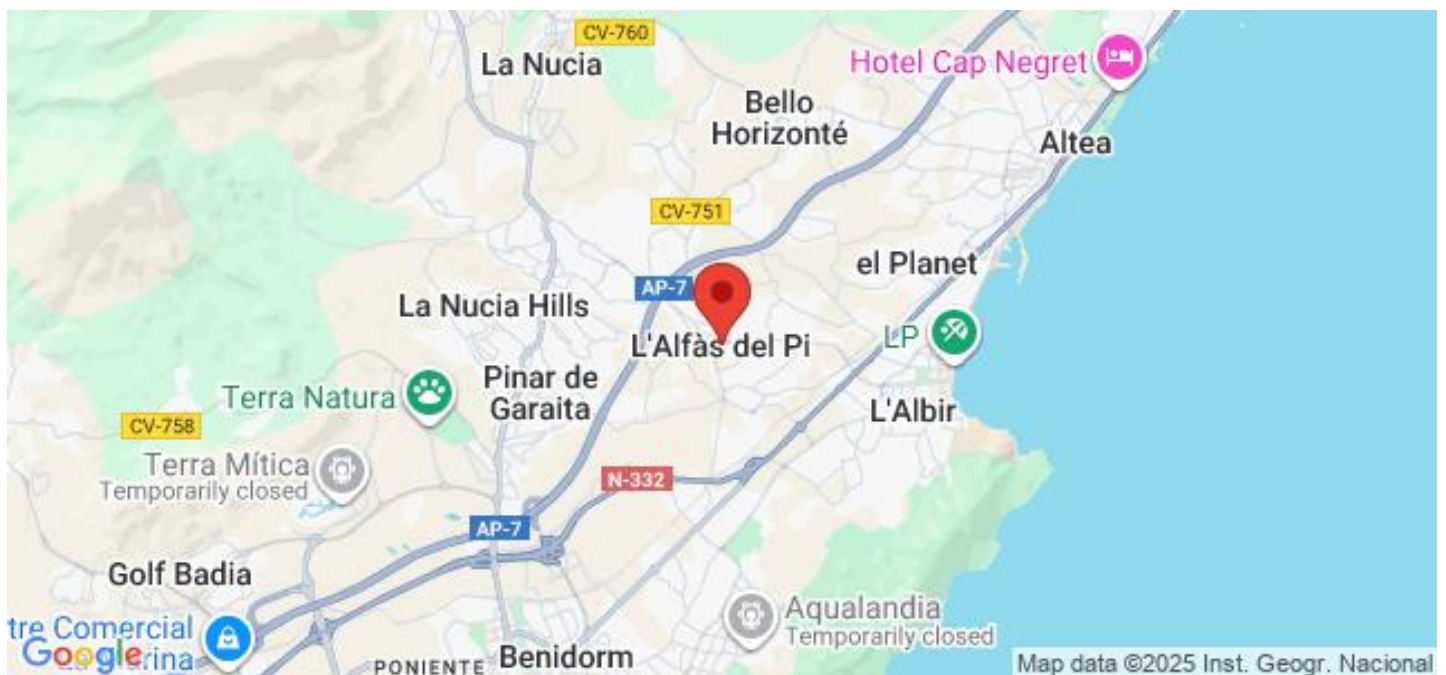 CV-760
La Nucia
Hotel Cap Negret
Bello
Horizonté
Altea
CV-751
el Planet
AP-7
La Nucia Hills
L'Alfàs del Pi
LP
Pinar de
Garaita
Terra Natura
L'Albir
CV-758
Terra Mítica
Temporarily closed
N-332
AP-7
Golf Badia
Aqualandia
Temporarily closed
tre Comercial
rina
Google
PONIENTE
Benidorm
Map data ©2025 Inst. Geogr. Nacional